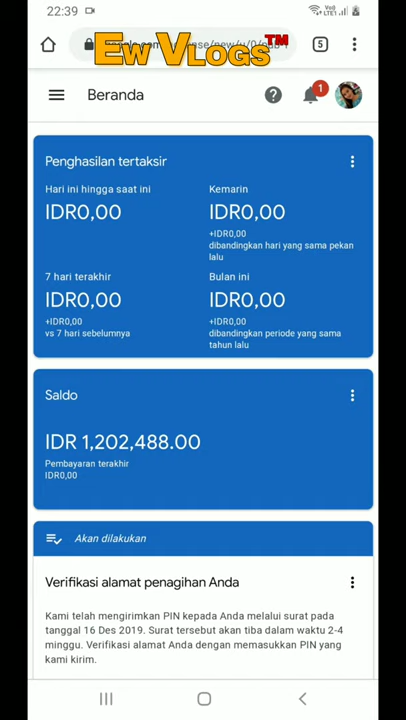 22:39
LTE1
EW VLOGS™
5
Beranda
1
Penghasilan tertaksir
Hari ini hingga saat ini
IDR0,00
Kemarin
IDR0,00
+IDR0,00
dibandingkan hari yang sama pekan
lalu
7 hari terakhir
IDR0,00
+IDR0,00
vs 7 hari sebelumnya
Bulan ini
IDR0,00
+IDR0,00
dibandingkan periode yang sama
tahun lalu
Saldo
IDR 1,202,488.00
Pembayaran terakhir
IDR0,00
Akan dilakukan
Verifikasi alamat penagihan Anda
Kami telah mengirimkan PIN kepada Anda melalui surat pada
tanggal 16 Des 2019. Surat tersebut akan tiba dalam waktu 2-4
minggu. Verifikasi alamat Anda dengan memasukkan PIN yang
kami kirim.